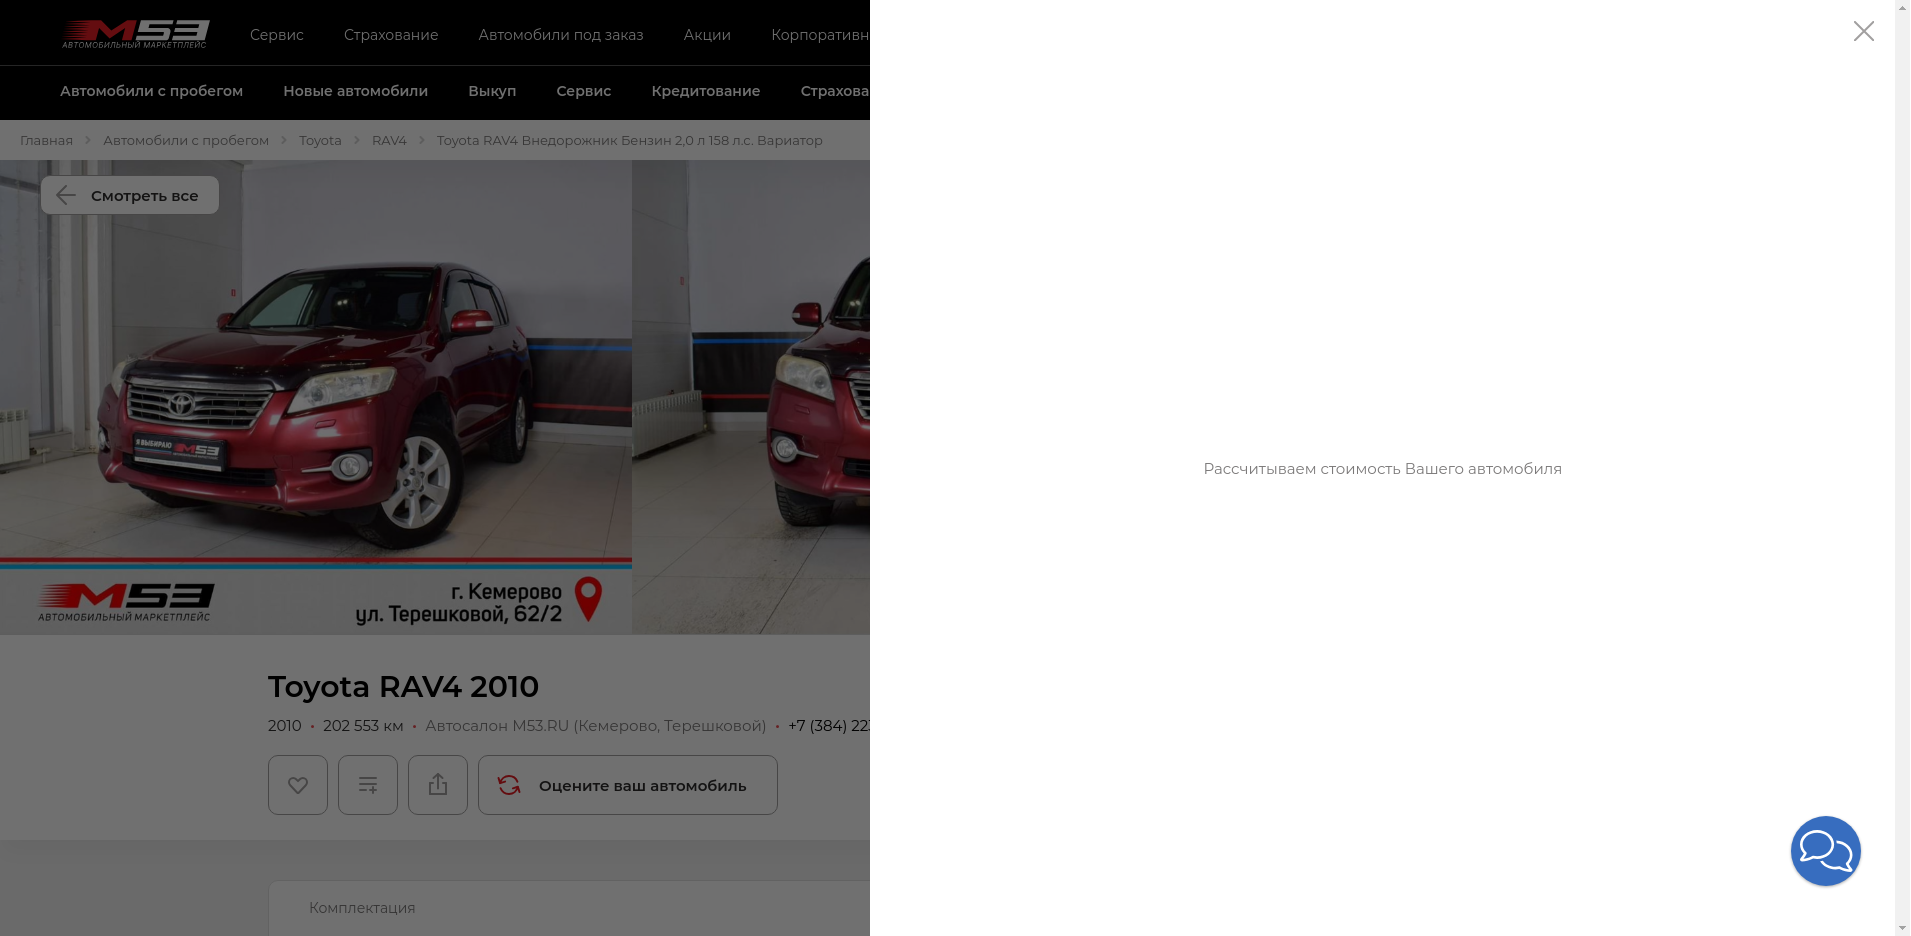 M53
АВТОМОБИЛЬНЫЙ МАРКЕТПЛЕЙС
Сервис
Страхование
Автомобили под заказ
Акции
Корпоративн
Автомобили с пробегом
Новые автомобили
Выкуп
Сервис
Кредитование
Страхова
Главная
Автомобили с пробегом
Toyota
RAV4
Toyota RAV4 Внедорожник Бензин 2,0 л 158 л.с. Вариатор
Смотреть все
Я ВЫБИРАЮ M53
M53
АВТОМОБИЛЬНЫЙ МАРКЕТПЛЕЙС
г. Кемерово
ул. Терешковой, 62/2
Рассчитываем стоимость Вашего автомобиля
Toyota RAV4 2010
2010 • 202 553 км • Автосалон М53.RU (Кемерово, Терешковой) • +7 (384) 22
Оцените ваш автомобиль
Комплектация